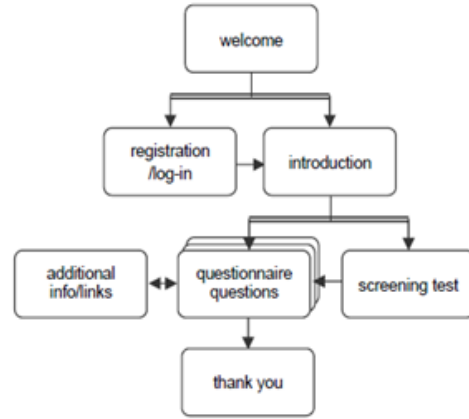 welcome
registration
/log-in
introduction
additional
info/links
questionnaire
questions
screening test
thank you